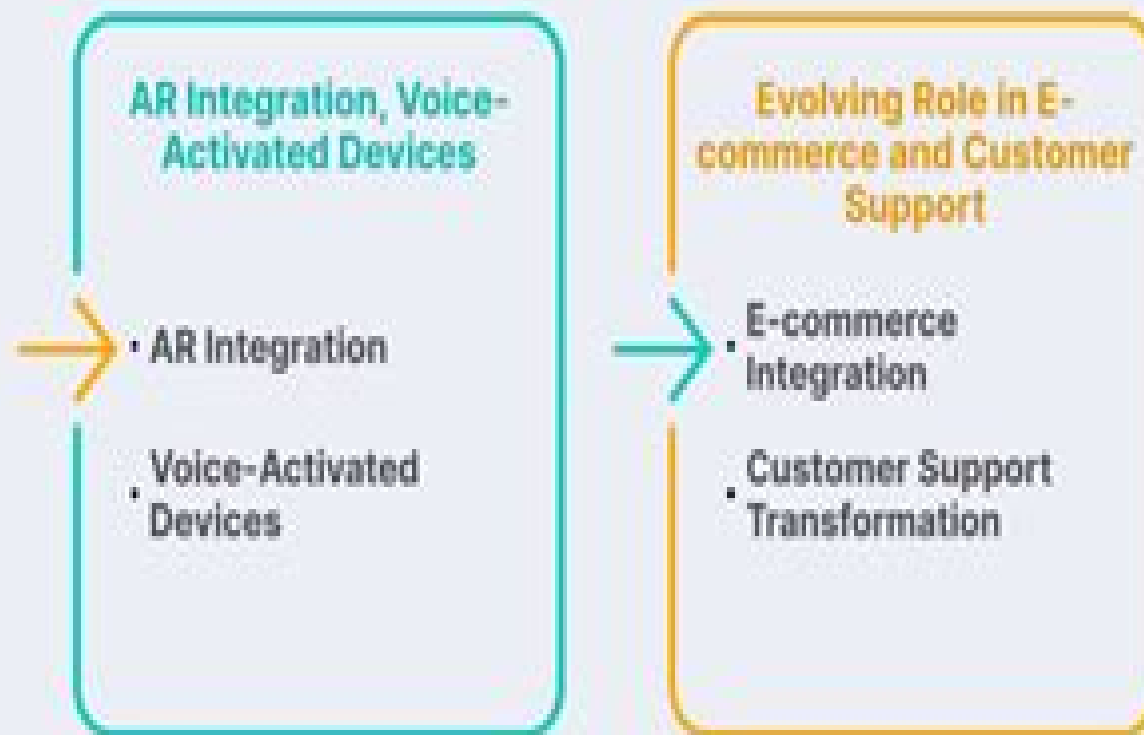 AR Integration, Voice-
Activated Devices
· AR Integration
· Voice-Activated
Devices
Evolving Role in E-
commerce and Customer
Support
· E-commerce
Integration
· Customer Support
Transformation